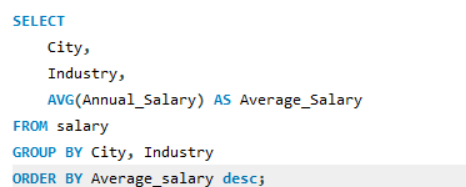 SELECT
    City,
    Industry,
    AVG(Annual_Salary) AS Average_Salary
FROM salary
GROUP BY City, Industry
ORDER BY Average_salary desc;